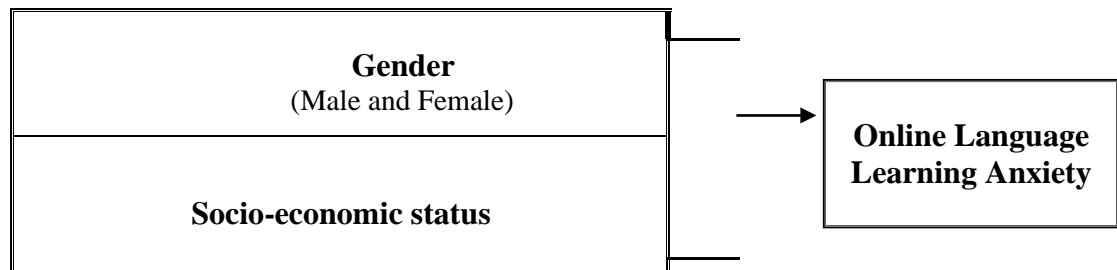 Gender
(Male and Female)
Socio-economic status
Online Language
Learning Anxiety